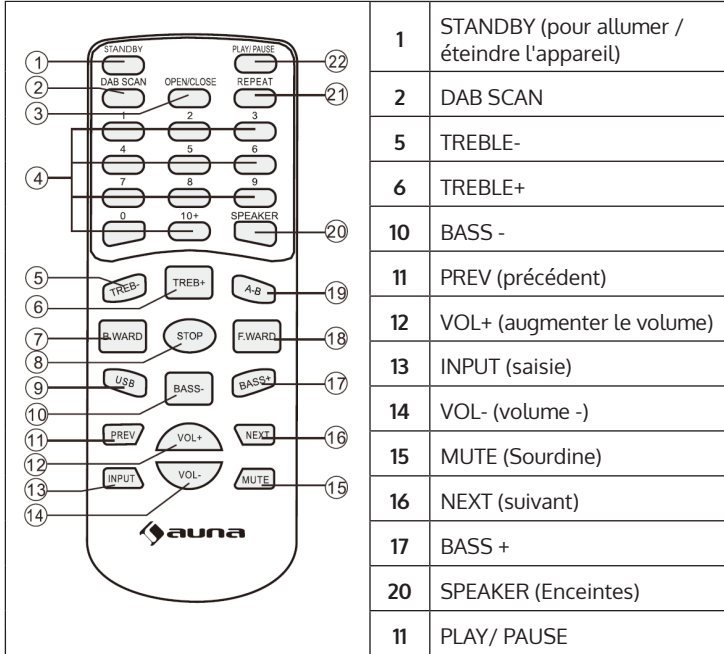 STANDBY PLAY/ PAUSE
1 22
DAB SCAN OPEN/CLOSE REPEAT
2 21
3
1 2 3
4
4 5 6
7 8 9
0 10+ SPEAKER
20
5 TREB- TREB+ A-B 19
6
7 B.WARD STOP F.WARD 18
8
9 USB BASS- BASS+ 17
10
11 PREV VOL+ NEXT 16
12
13 INPUT VOL- MUTE 15
14
auna
1 STANDBY (pour allumer /
éteindre l'appareil)
2 DAB SCAN
5 TREBLE-
6 TREBLE+
10 BASS -
11 PREV (précédent)
12 VOL+ (augmenter le volume)
13 INPUT (saisie)
14 VOL- (volume -)
15 MUTE (Sourdine)
16 NEXT (suivant)
17 BASS +
20 SPEAKER (Enceintes)
11 PLAY/ PAUSE